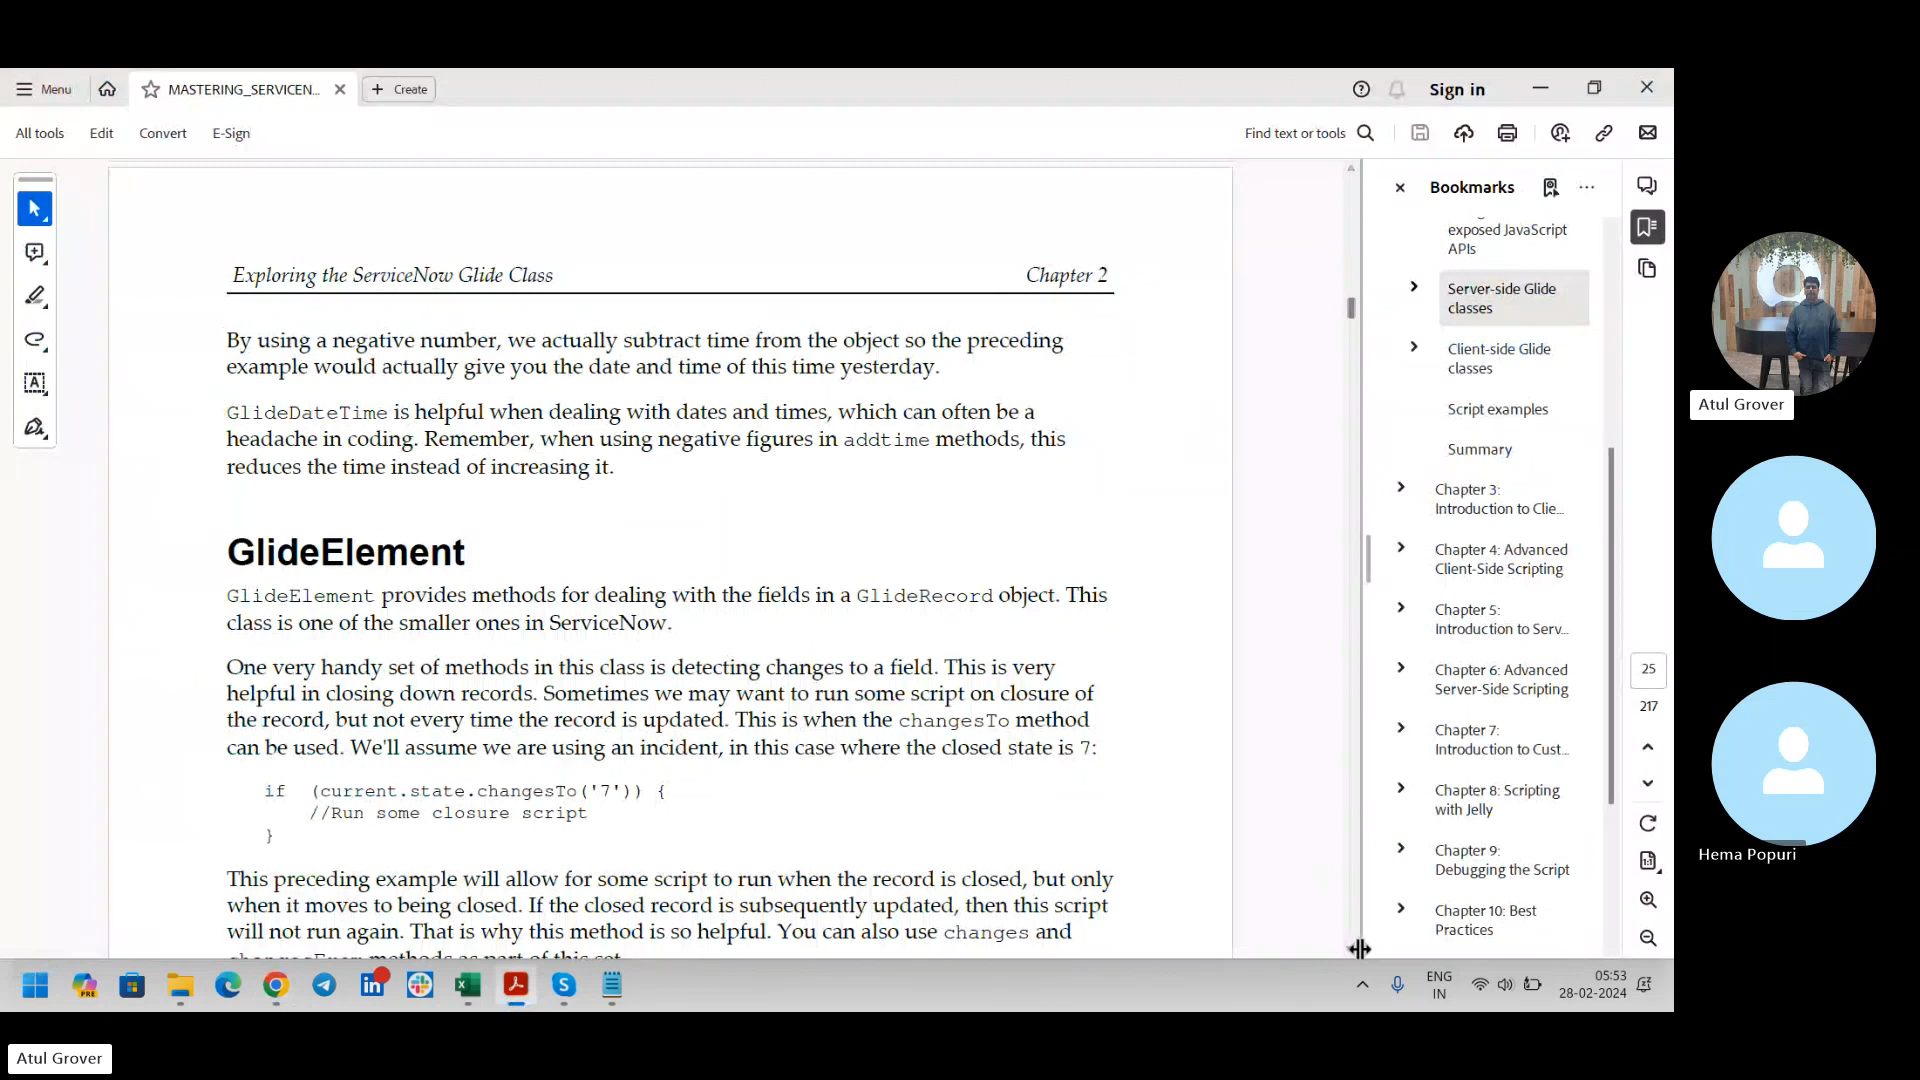 Menu
MASTERING_SERVICEN...
Create
Sign in
All tools
Edit
Convert
E-Sign
Find text or tools
Exploring the ServiceNow Glide Class
Chapter 2
By using a negative number, we actually subtract time from the object so the preceding
example would actually give you the date and time of this time yesterday.
GlideDateTime is helpful when dealing with dates and times, which can often be a
headache in coding. Remember, when using negative figures in addtime methods, this
reduces the time instead of increasing it.
GlideElement
GlideElement provides methods for dealing with the fields in a GlideRecord object. This
class is one of the smaller ones in ServiceNow.
One very handy set of methods in this class is detecting changes to a field. This is very
helpful in closing down records. Sometimes we may want to run some script on closure of
the record, but not every time the record is updated. This is when the changesTo method
can be used. We'll assume we are using an incident, in this case where the closed state is 7:
if (current.state.changesTo('7')) {
//Run some closure script
}
This preceding example will allow for some script to run when the record is closed, but only
when it moves to being closed. If the closed record is subsequently updated, then this script
will not run again. That is why this method is so helpful. You can also use changes and
Bookmarks
exposed JavaScript
APIs
Server-side Glide
classes
Client-side Glide
classes
Script examples
Summary
Chapter 3:
Introduction to Clie...
Chapter 4: Advanced
Client-Side Scripting
Chapter 5:
Introduction to Serv...
Chapter 6: Advanced
Server-Side Scripting
Chapter 7:
Introduction to Cust...
Chapter 8: Scripting
with Jelly
Chapter 9:
Debugging the Script
Chapter 10: Best
Practices
25
217
PRE
ENG
IN
05:53
28-02-2024
Atul Grover
Hema Popuri
Atul Grover